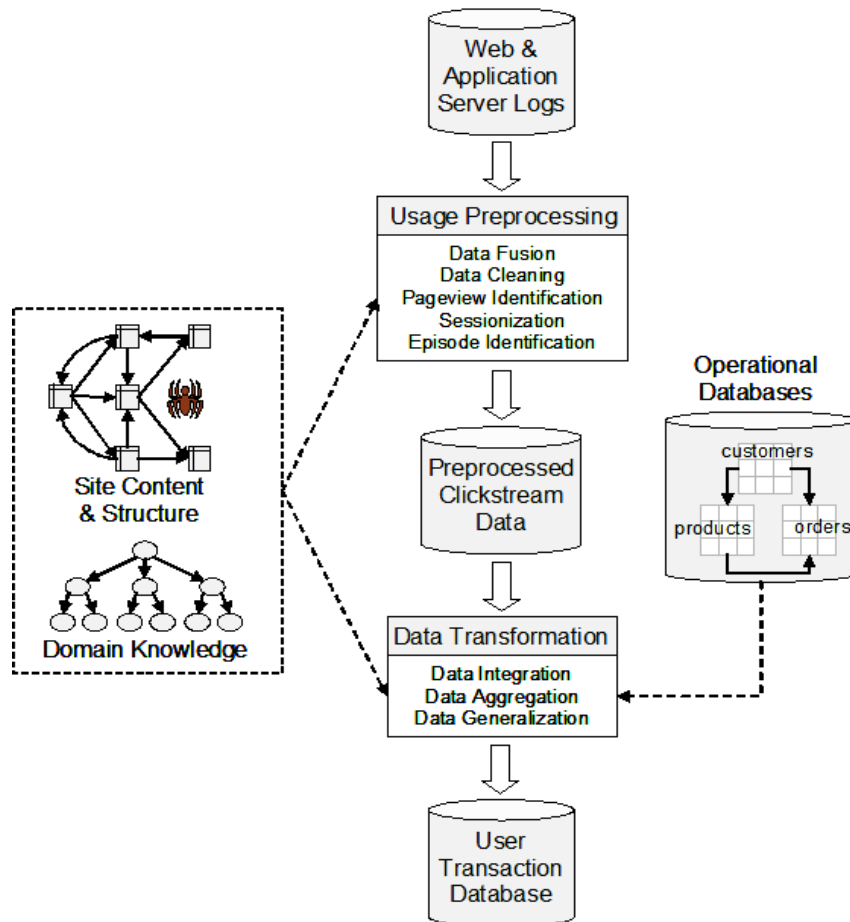 Web &
Application
Server Logs
Usage Preprocessing
Data Fusion
Data Cleaning
Pageview Identification
Sessionization
Episode Identification
Site Content
& Structure
Domain Knowledge
Preprocessed
Clickstream
Data
Operational
Databases
customers
products
orders
Data Transformation
Data Integration
Data Aggregation
Data Generalization
User
Transaction
Database